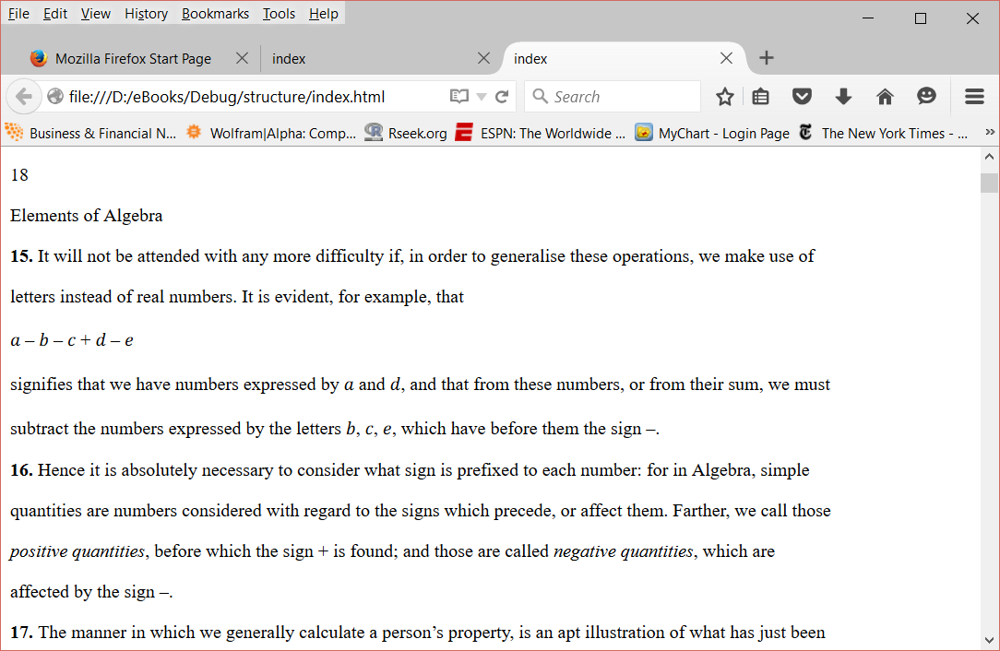 File Edit View History Bookmarks Tools Help
Mozilla Firefox Start Page index index
file:///D:/eBooks/Debug/structure/index.html Search
Business & Financial N... Wolfram|Alpha: Comp... Rseek.org ESPN: The Worldwide ... MyChart - Login Page The New York Times - ...
18
Elements of Algebra
15. It will not be attended with any more difficulty if, in order to generalise these operations, we make use of
letters instead of real numbers. It is evident, for example, that
a – b – c + d – e
signifies that we have numbers expressed by a and d, and that from these numbers, or from their sum, we must
subtract the numbers expressed by the letters b, c, e, which have before them the sign –.
16. Hence it is absolutely necessary to consider what sign is prefixed to each number: for in Algebra, simple
quantities are numbers considered with regard to the signs which precede, or affect them. Farther, we call those
positive quantities, before which the sign + is found; and those are called negative quantities, which are
affected by the sign –.
17. The manner in which we generally calculate a person’s property, is an apt illustration of what has just been